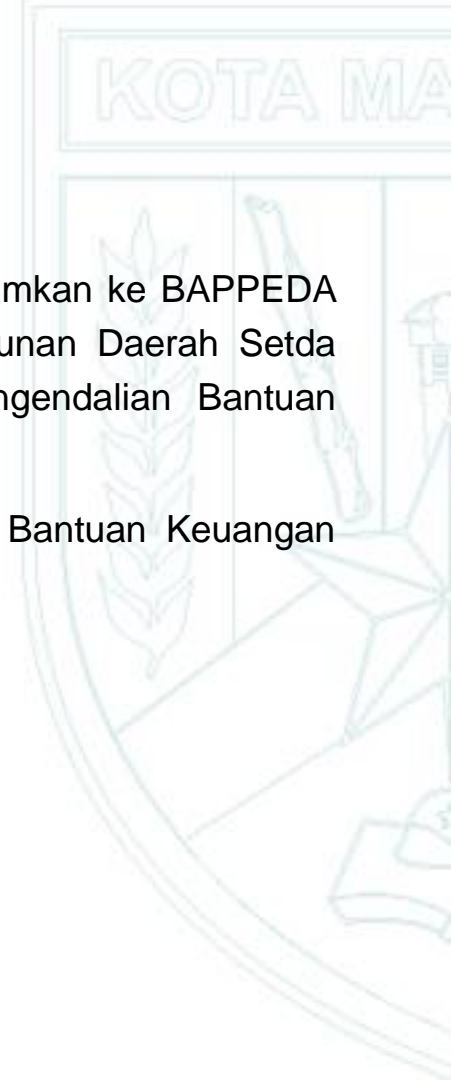 KOTA MA
mkan ke BAPPEDA
unan Daerah Setda
ngendalian Bantuan
Bantuan Keuangan